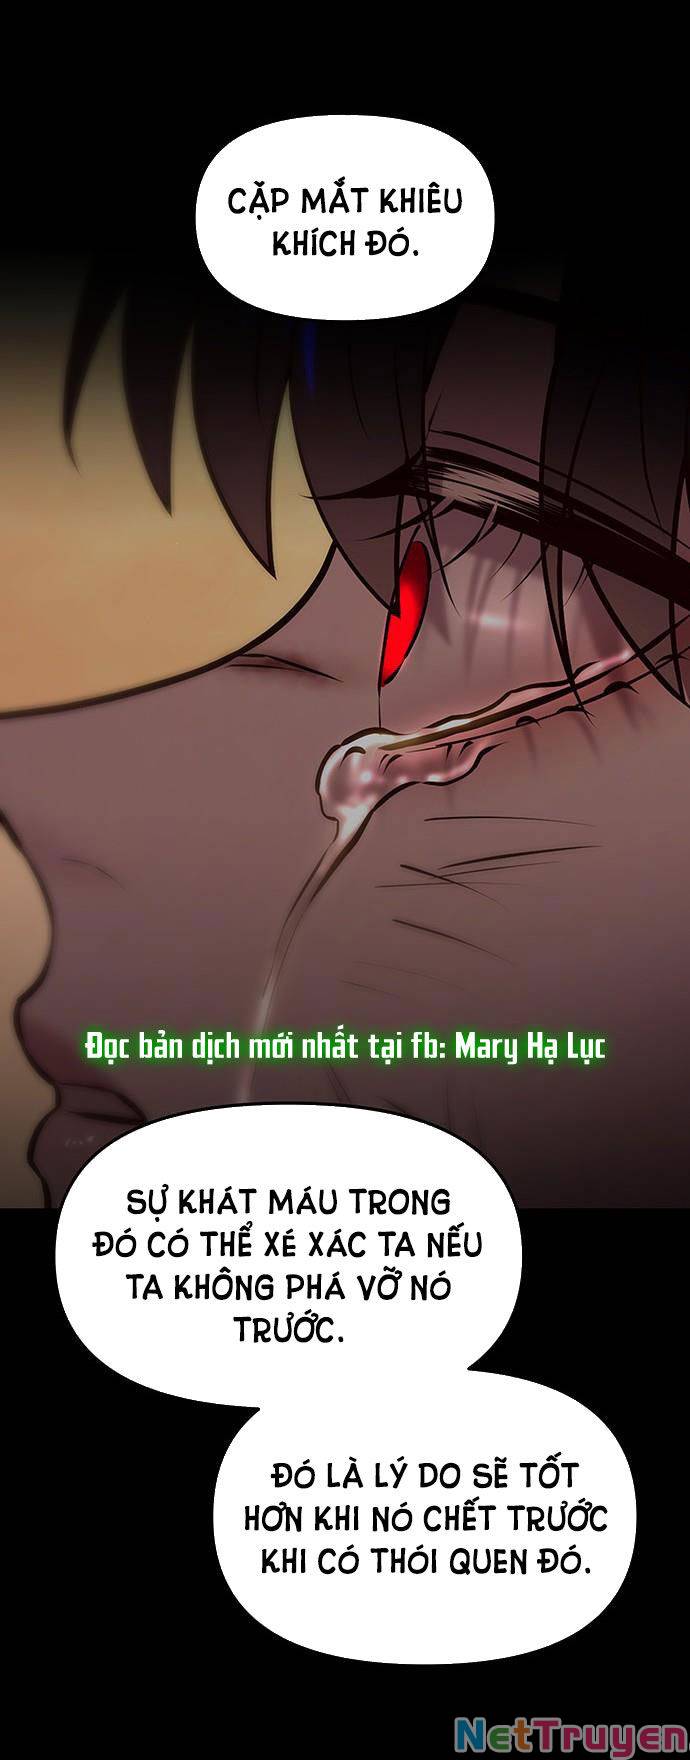 CẶP MẮT KHIÊU
KHÍCH ĐÓ.
Đọc bản dịch mới nhất tại fb: Mary Hạ Lục
SỰ KHÁT MÁU TRONG
ĐÓ CÓ THỂ XÉ XÁC TA NẾU
TA KHÔNG PHÁ VỠ NÓ
TRƯỚC.
ĐÓ LÀ LÝ DO SẼ TỐT
HƠN KHI NÓ CHẾT TRƯỚC
KHI CÓ THÓI QUEN ĐÓ.
NetTruyen